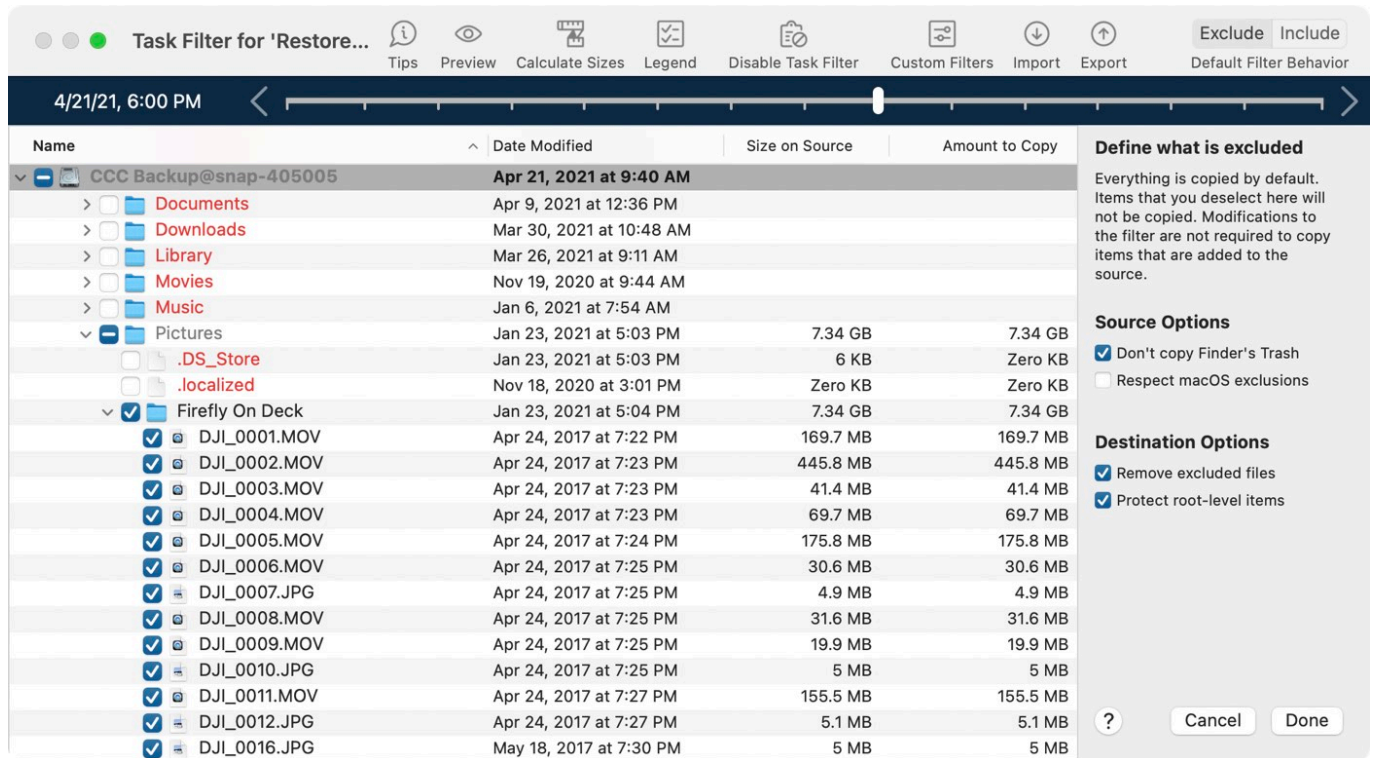 Task Filter for 'Restore...
Tips
Preview
Calculate Sizes
Legend
Disable Task Filter
Custom Filters
Import
Export
Exclude Include
Default Filter Behavior
4/21/21, 6:00 PM
Name Date Modified Size on Source Amount to Copy
CCC Backup@snap-405005 Apr 21, 2021 at 9:40 AM
Documents Apr 9, 2021 at 12:36 PM
Downloads Mar 30, 2021 at 10:48 AM
Library Mar 26, 2021 at 9:11 AM
Movies Nov 19, 2020 at 9:44 AM
Music Jan 6, 2021 at 7:54 AM
Pictures Jan 23, 2021 at 5:03 PM 7.34 GB 7.34 GB
.DS_Store Jan 23, 2021 at 5:03 PM 6 KB Zero KB
.localized Nov 18, 2020 at 3:01 PM Zero KB Zero KB
Firefly On Deck Jan 23, 2021 at 5:04 PM 7.34 GB 7.34 GB
DJI_0001.MOV Apr 24, 2017 at 7:22 PM 169.7 MB 169.7 MB
DJI_0002.MOV Apr 24, 2017 at 7:23 PM 445.8 MB 445.8 MB
DJI_0003.MOV Apr 24, 2017 at 7:23 PM 41.4 MB 41.4 MB
DJI_0004.MOV Apr 24, 2017 at 7:23 PM 69.7 MB 69.7 MB
DJI_0005.MOV Apr 24, 2017 at 7:24 PM 175.8 MB 175.8 MB
DJI_0006.MOV Apr 24, 2017 at 7:25 PM 30.6 MB 30.6 MB
DJI_0007.JPG Apr 24, 2017 at 7:25 PM 4.9 MB 4.9 MB
DJI_0008.MOV Apr 24, 2017 at 7:25 PM 31.6 MB 31.6 MB
DJI_0009.MOV Apr 24, 2017 at 7:25 PM 19.9 MB 19.9 MB
DJI_0010.JPG Apr 24, 2017 at 7:25 PM 5 MB 5 MB
DJI_0011.MOV Apr 24, 2017 at 7:27 PM 155.5 MB 155.5 MB
DJI_0012.JPG Apr 24, 2017 at 7:27 PM 5.1 MB 5.1 MB
DJI_0016.JPG May 18, 2017 at 7:30 PM 5 MB 5 MB
Define what is excluded
Everything is copied by default.
Items that you deselect here will
not be copied. Modifications to
the filter are not required to copy
items that are added to the
source.
Source Options
Don't copy Finder's Trash
Respect macOS exclusions
Destination Options
Remove excluded files
Protect root-level items
? Cancel Done